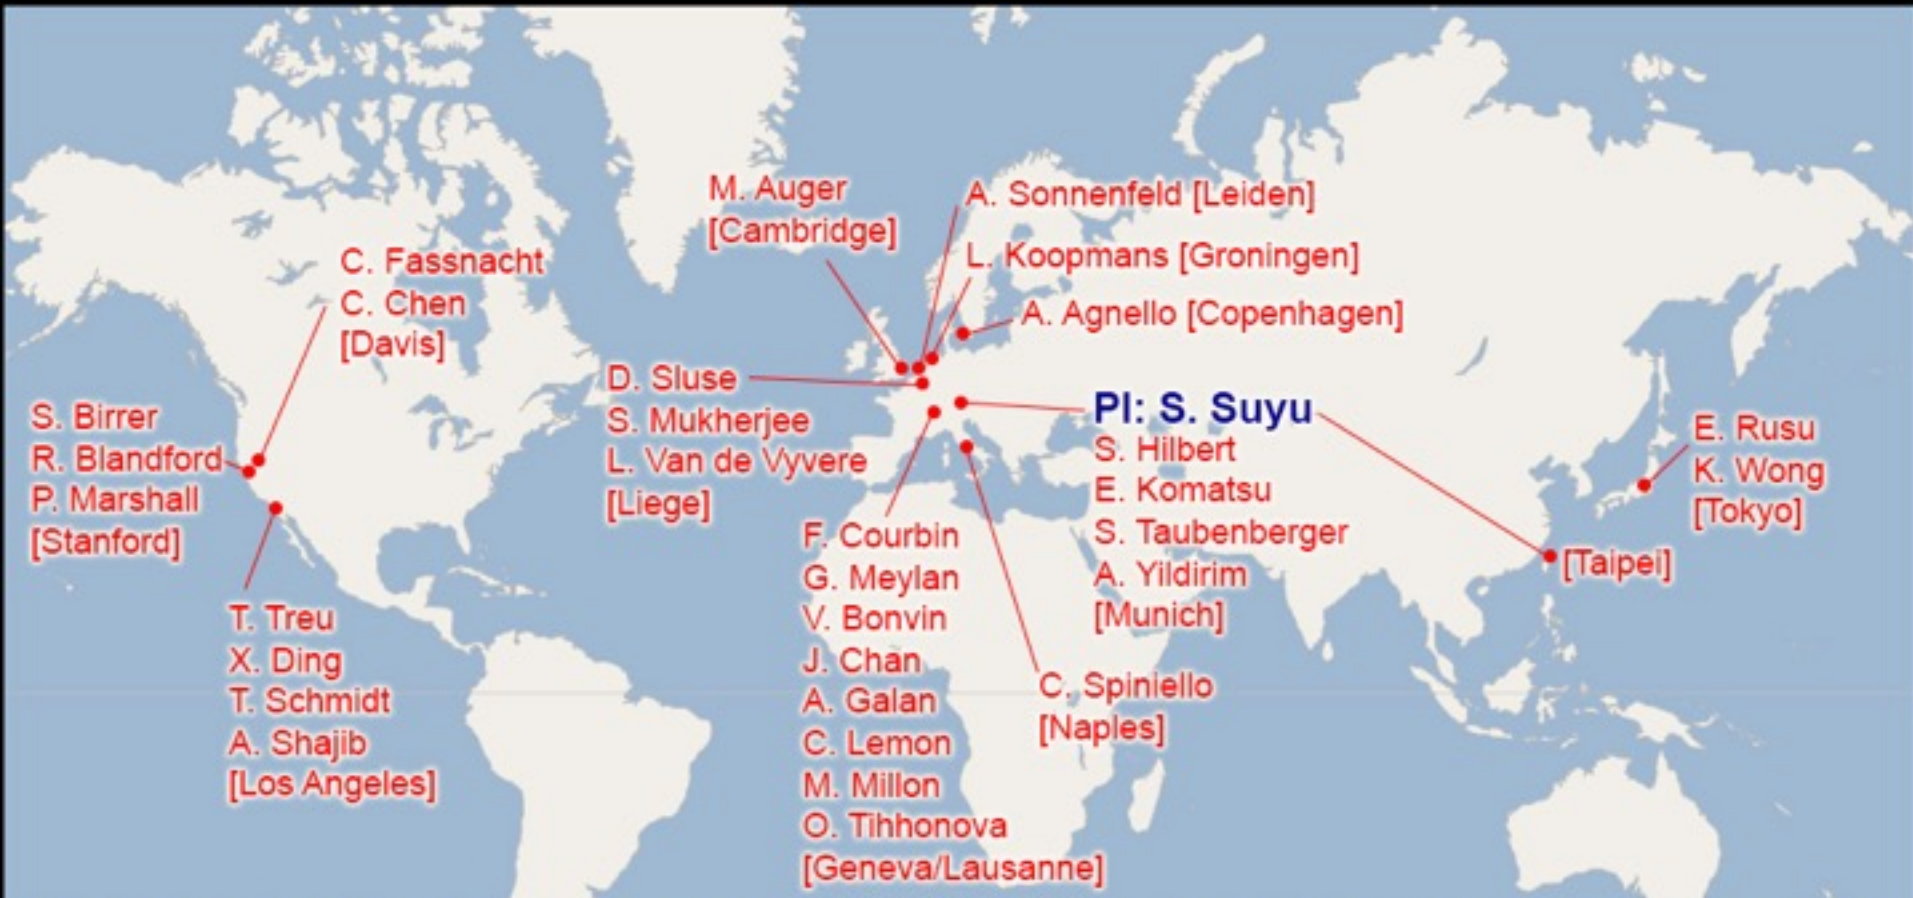 M. Auger
[Cambridge]
A. Sonnenfeld [Leiden]
L. Koopmans [Groningen]
A. Agnello [Copenhagen]
C. Fassnacht
C. Chen
[Davis]
S. Birrer
R. Blandford
P. Marshall
[Stanford]
D. Sluse
S. Mukherjee
L. Van de Vyvere
[Liege]
PI: S. Suyu
S. Hilbert
E. Komatsu
S. Taubenberger
A. Yildirim
[Munich]
E. Rusu
K. Wong
[Tokyo]
[Taipei]
T. Treu
X. Ding
T. Schmidt
A. Shajib
[Los Angeles]
F. Courbin
G. Meylan
V. Bonvin
J. Chan
A. Galan
C. Lemon
M. Millon
O. Tihhonova
[Geneva/Lausanne]
C. Spiniello
[Naples]